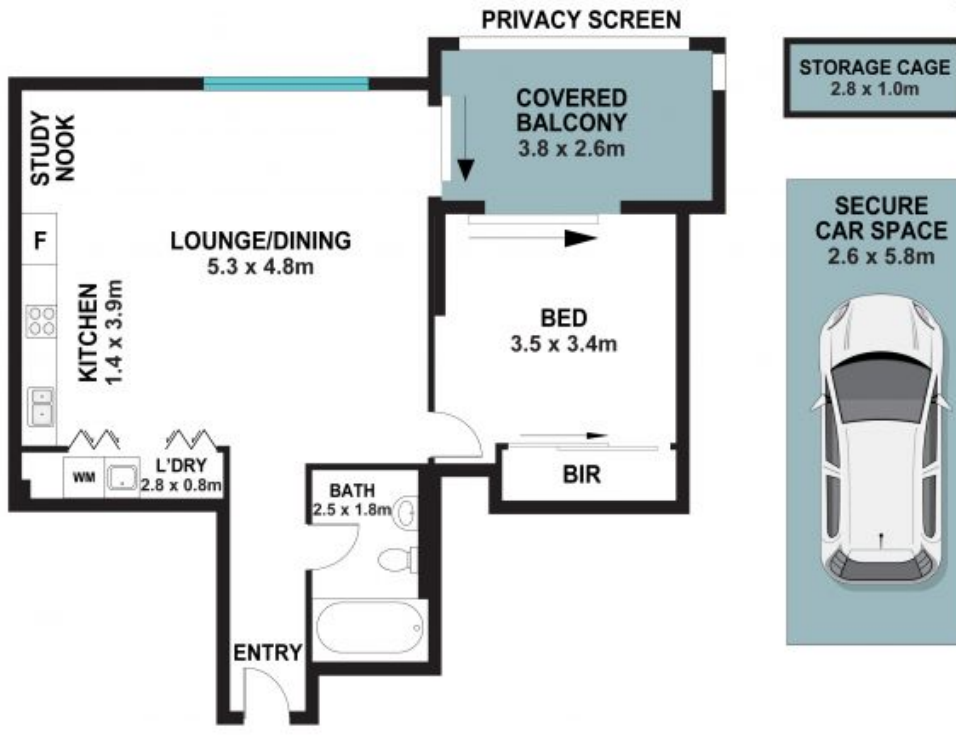 PRIVACY SCREEN
STORAGE CAGE
2.8 x 1.0m
COVERED
BALCONY
3.8 x 2.6m
STUDY
NOOK
SECURE
CAR SPACE
2.6 x 5.8m
F
LOUNGE/DINING
5.3 x 4.8m
KITCHEN
1.4 x 3.9m
BED
3.5 x 3.4m
WM
L'DRY
2.8 x 0.8m
BIR
BATH
2.5 x 1.8m
ENTRY